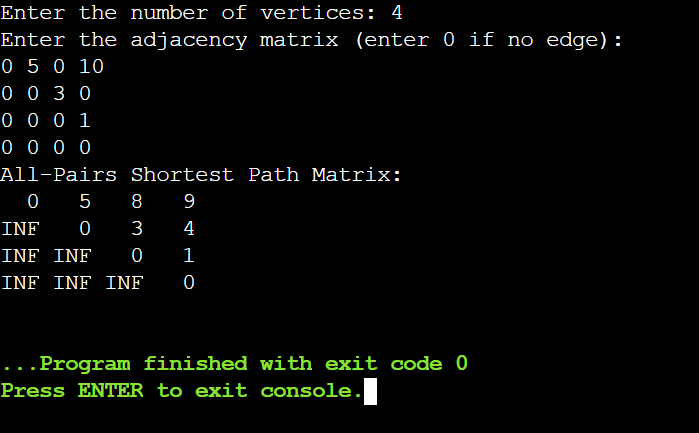 Enter the number of vertices: 4
Enter the adjacency matrix (enter 0 if no edge):
0 5 0 10
0 0 3 0
0 0 0 1
0 0 0 0
All-Pairs Shortest Path Matrix:
  0   5   8   9
INF   0   3   4
INF INF   0   1
INF INF INF   0
...Program finished with exit code 0
Press ENTER to exit console.